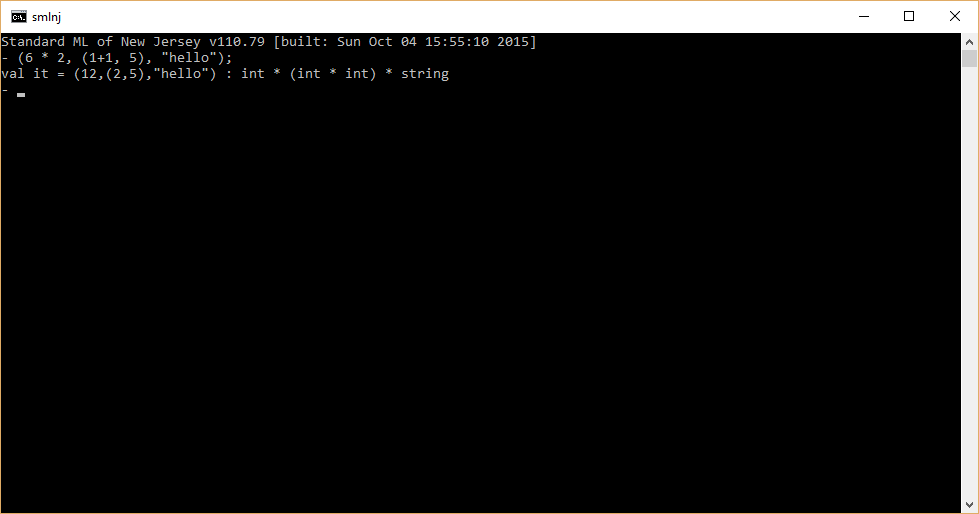 smlnj
Standard ML of New Jersey v110.79 [built: Sun Oct 04 15:55:10 2015]
- (6 * 2, (1+1, 5), "hello");
val it = (12,(2,5),"hello") : int * (int * int) * string
- _